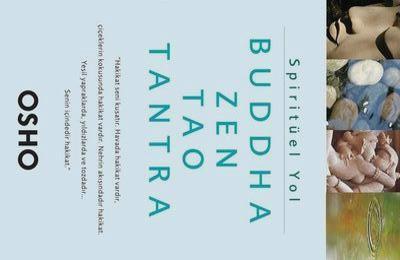 Spiritüel Yol
BUDDHA
ZEN
TAO
TANTRA
"Hakikat seni kuşatır. Havada hakikat vardır,
çiçeklerin kokusunda hakikat vardır. Nehrin akışındadır hakikat.
Yeşil yapraklarda, yıldızlarda ve tozdadır...
Senin içindedir hakikat."
OSHO